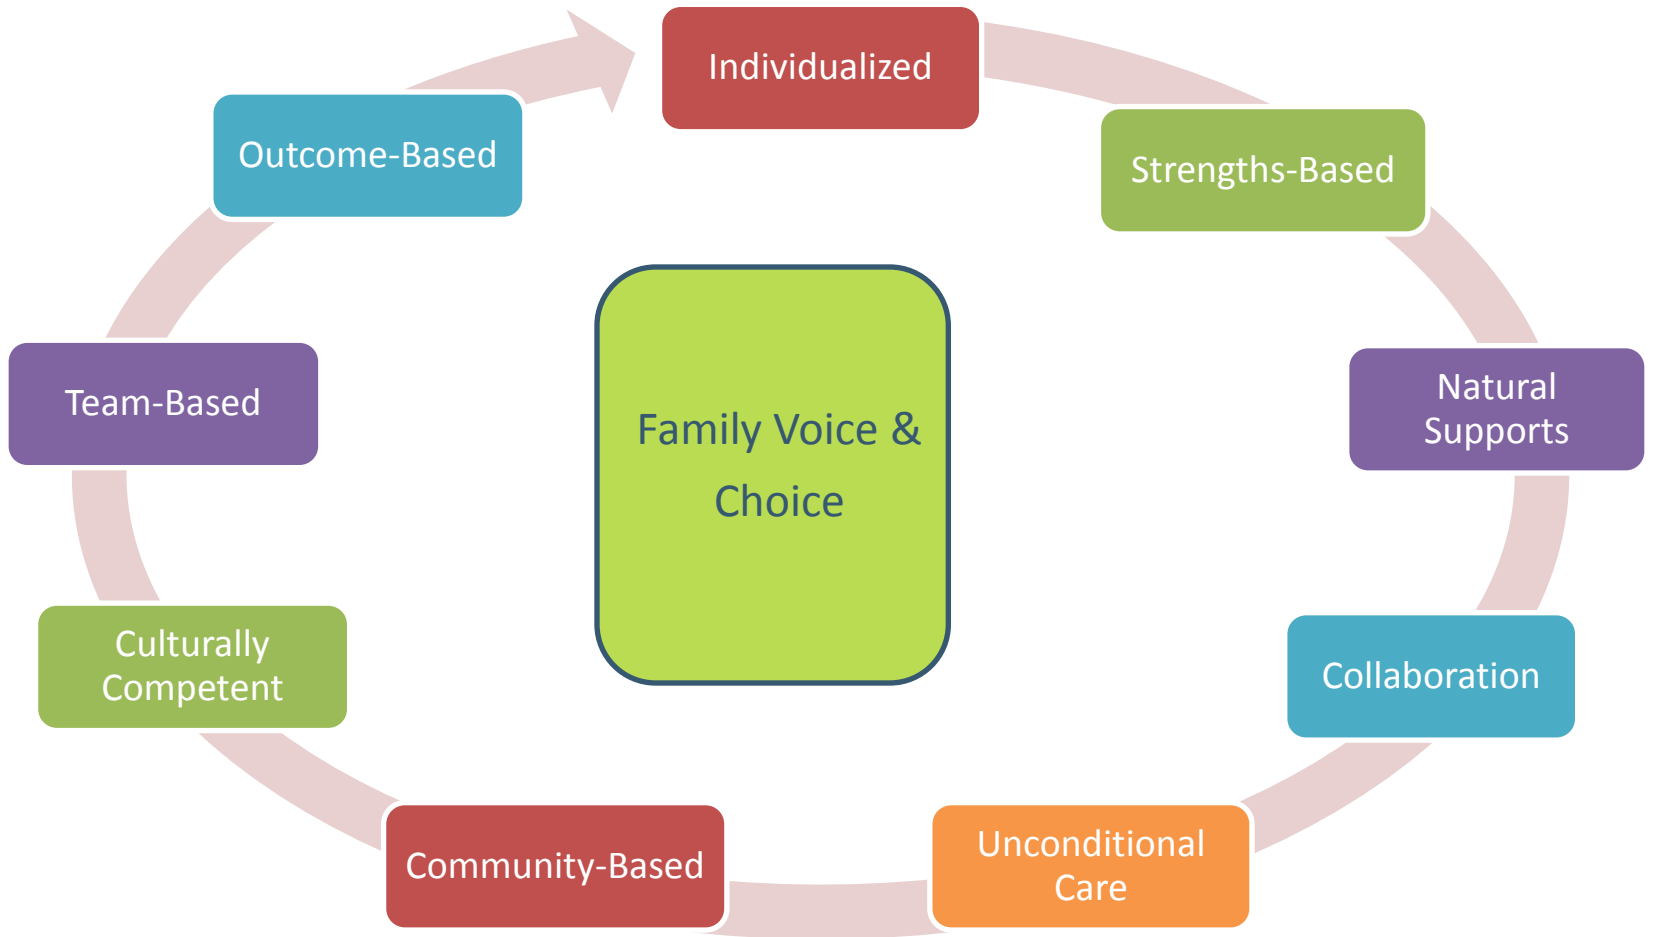 Individualized
Strengths-Based
Natural
Supports
Collaboration
Unconditional
Care
Community-Based
Culturally
Competent
Team-Based
Outcome-Based
Family Voice &
Choice